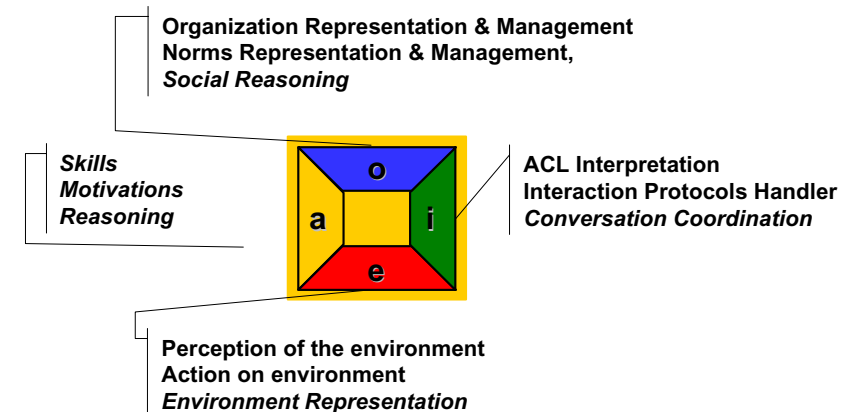 Organization Representation & Management
Norms Representation & Management,
Social Reasoning
Skills
Motivations
Reasoning
o
a
i
e
ACL Interpretation
Interaction Protocols Handler
Conversation Coordination
Perception of the environment
Action on environment
Environment Representation